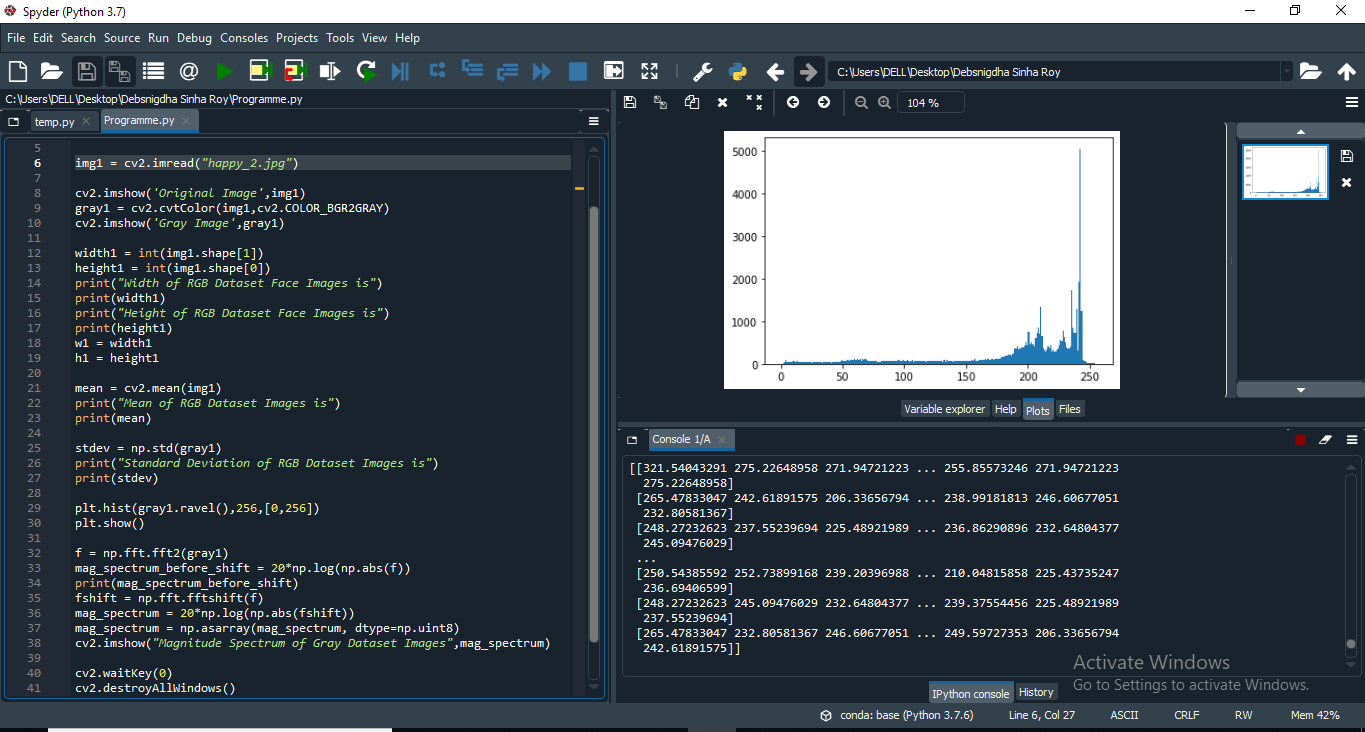 Spyder (Python 3.7)
File Edit Search Source Run Debug Consoles Projects Tools View Help
C:\Users\DELL\Desktop\Debsnigdha Sinha Roy
C:\Users\DELL\Desktop\Debsnigdha Sinha Roy\Programme.py
temp.py
Programme.py
5
6 img1 = cv2.imread("happy_2.jpg")
7
8 cv2.imshow('Original Image',img1)
9 gray1 = cv2.cvtColor(img1,cv2.COLOR_BGR2GRAY)
10 cv2.imshow('Gray Image',gray1)
11
12 width1 = int(img1.shape[1])
13 height1 = int(img1.shape[0])
14 print("Width of RGB Dataset Face Images is")
15 print(width1)
16 print("Height of RGB Dataset Face Images is")
17 print(height1)
18 w1 = width1
19 h1 = height1
20
21 mean = cv2.mean(img1)
22 print("Mean of RGB Dataset Images is")
23 print(mean)
24
25 stdev = np.std(gray1)
26 print("Standard Deviation of RGB Dataset Images is")
27 print(stdev)
28
29 plt.hist(gray1.ravel(),256,[0,256])
30 plt.show()
31
32 f = np.fft.fft2(gray1)
33 mag_spectrum_before_shift = 20*np.log(np.abs(f))
34 print(mag_spectrum_before_shift)
35 fshift = np.fft.fftshift(f)
36 mag_spectrum = 20*np.log(np.abs(fshift))
37 mag_spectrum = np.asarray(mag_spectrum, dtype=np.uint8)
38 cv2.imshow("Magnitude Spectrum of Gray Dataset Images",mag_spectrum)
39
40 cv2.waitKey(0)
41 cv2.destroyAllWindows()
104 %
5000
4000
3000
2000
1000
0
0 50 100 150 200 250
Variable explorer Help Plots Files
Console 1/A
[[321.54043291 275.22648958 271.94721223 ... 255.85573246 271.94721223
275.22648958]
[265.47833047 242.61891575 206.33656794 ... 238.99181813 246.60677051
232.80581367]
[248.27232623 237.55239694 225.48921989 ... 236.86290896 232.64804377
245.09476029]
...
[250.54385592 252.73899168 239.20396988 ... 210.04815858 225.43735247
236.69406599]
[248.27232623 245.09476029 232.64804377 ... 239.37554456 225.48921989
237.55239694]
[265.47833047 232.80581367 246.60677051 ... 249.59727353 206.33656794
242.61891575]]
Activate Windows
Go to Settings to activate Windows.
IPython console History
conda: base (Python 3.7.6) Line 6, Col 27 ASCII CRLF RW Mem 42%